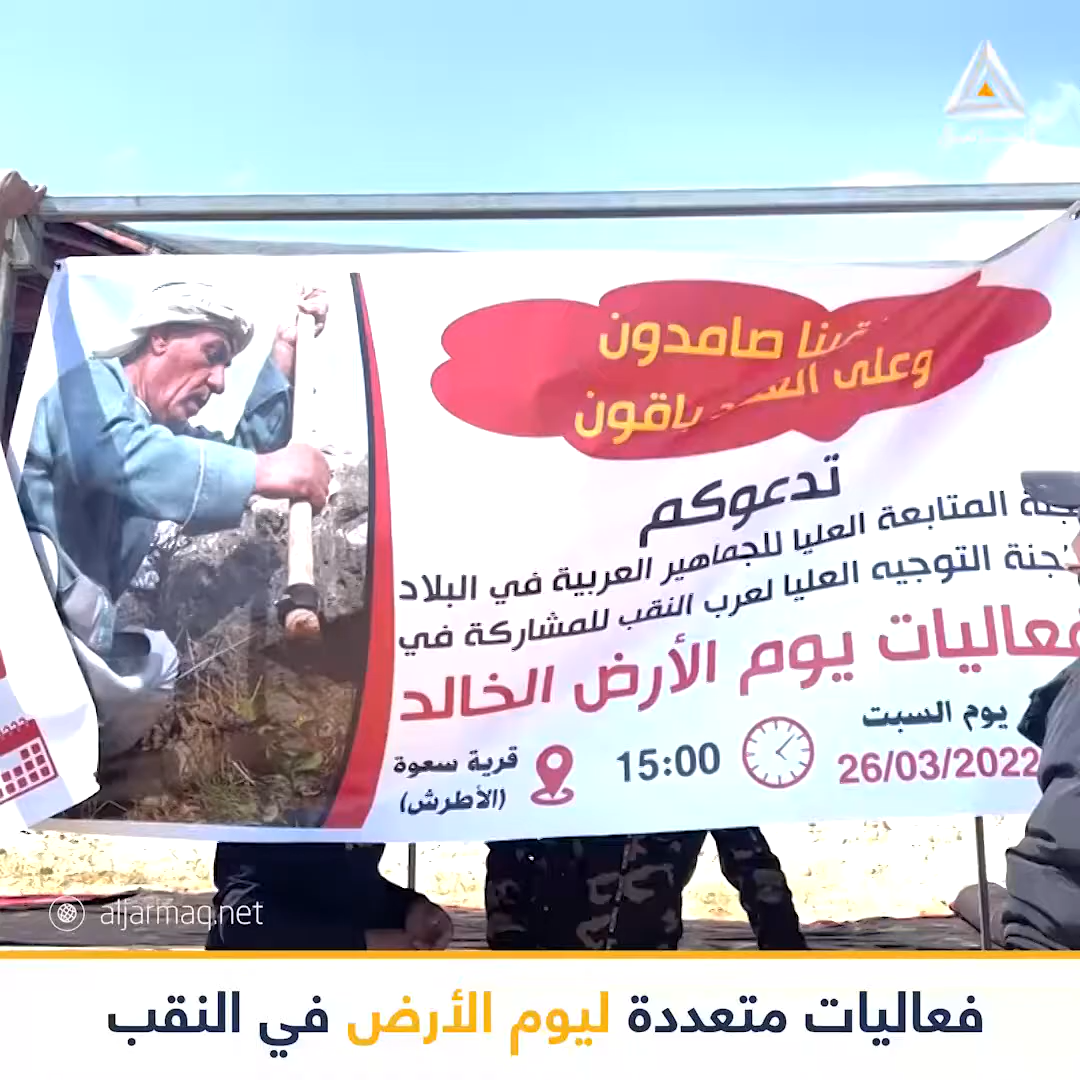 صامدون
وعلى باقون
تدعوكم
المتابعة العليا للجماهير العربية في البلاد
التوجيه العليا لعرب النقب للمشاركة في
فعاليات يوم الأرض الخالد
يوم السبت
26/03/2022
15:00
قرية سعوة
(الأطرش)
aljarmaq.net
فعاليات متعددة ليوم الأرض في النقب